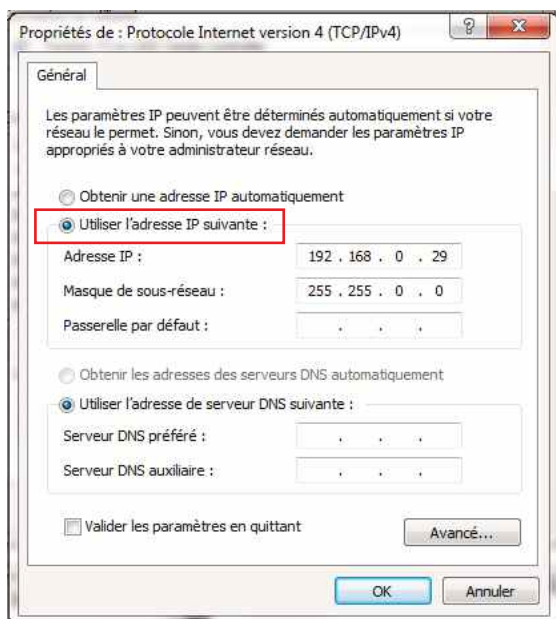 Propriétés de : Protocole Internet version 4 (TCP/IPv4)
Général
Les paramètres IP peuvent être déterminés automatiquement si votre
réseau le permet. Sinon, vous devez demander les paramètres IP
appropriés à votre administrateur réseau.
Obtenir une adresse IP automatiquement
Utiliser l'adresse IP suivante :
Adresse IP : 192 . 168 . 0 . 29
Masque de sous-réseau : 255 . 255 . 0 . 0
Passerelle par défaut : . . .
Obtenir les adresses des serveurs DNS automatiquement
Utiliser l'adresse de serveur DNS suivante :
Serveur DNS préféré : . . .
Serveur DNS auxiliaire : . . .
Valider les paramètres en quittant
Avancé...
OK Annuler